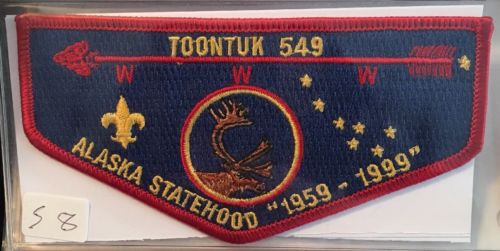 TOONTUK 549
W W W
ALASKA STATEHOOD "1959 - 1999"
S 8